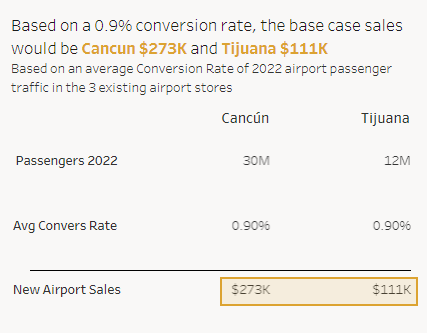 Based on a 0.9% conversion rate, the base case sales
would be Cancun $273K and Tijuana $111K
Based on an average Conversion Rate of 2022 airport passenger
traffic in the 3 existing airport stores
Cancún Tijuana
Passengers 2022 30M 12M
Avg Convers Rate 0.90% 0.90%
New Airport Sales $273K $111K